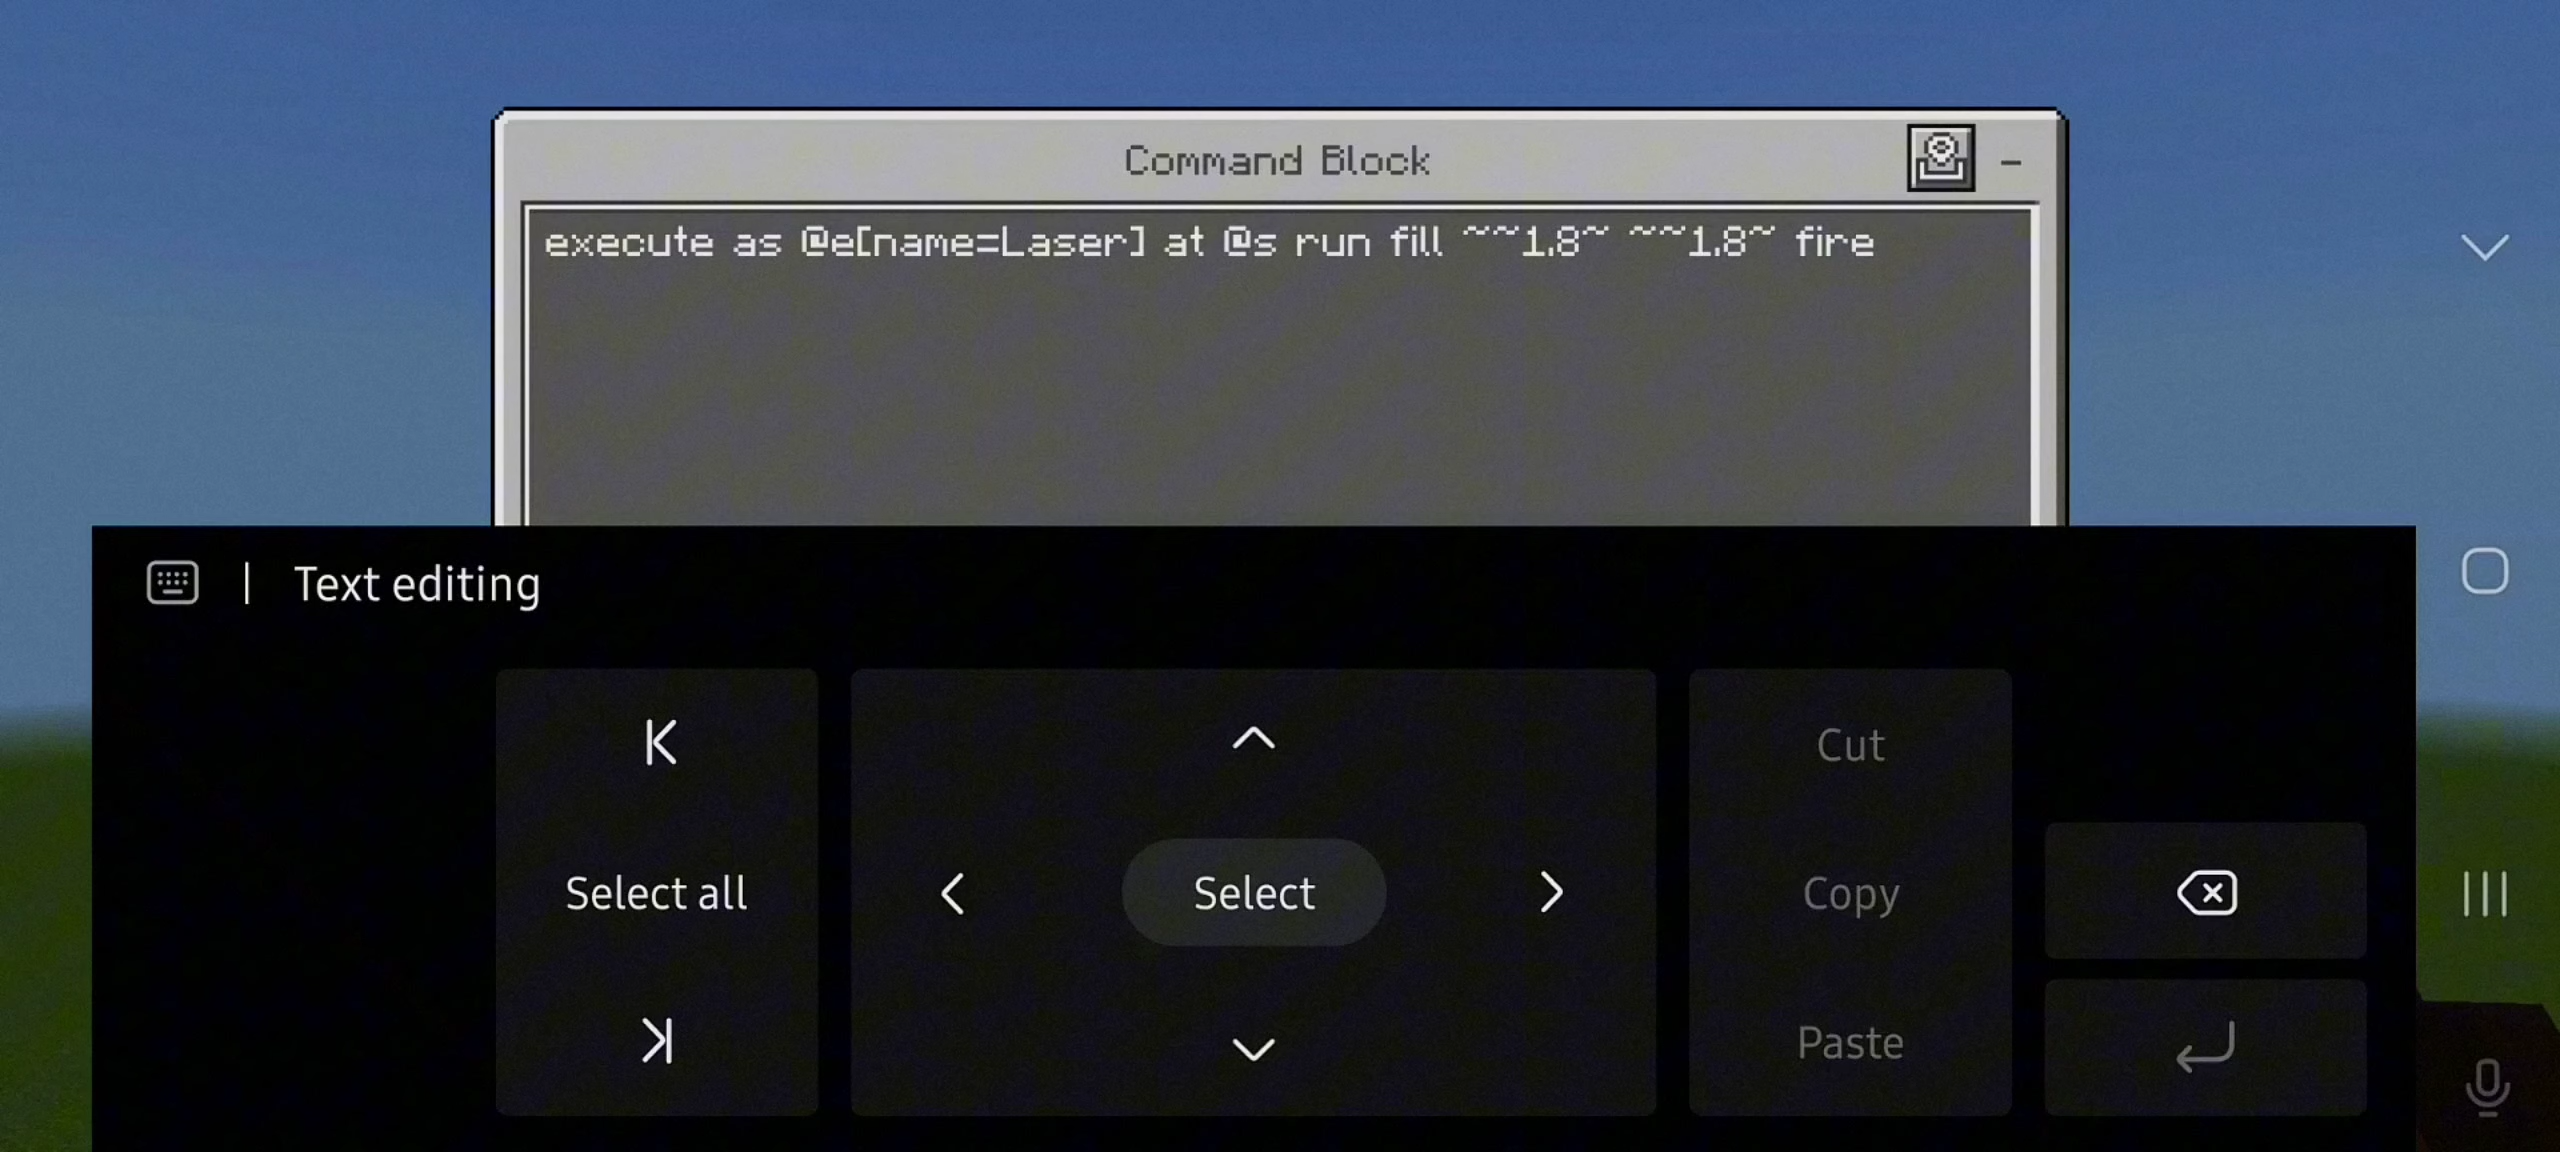 Command Block
execute as @e[name=Laser] at @s run fill ~~1.8~ ~~1.8~ fire
Text editing
Select all
Select
Cut
Copy
Paste